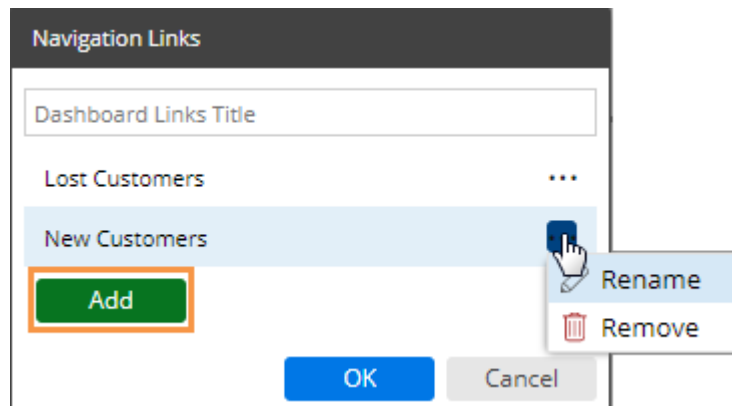 Navigation Links
Dashboard Links Title
Lost Customers
New Customers
Add
Rename
Remove
OK
Cancel